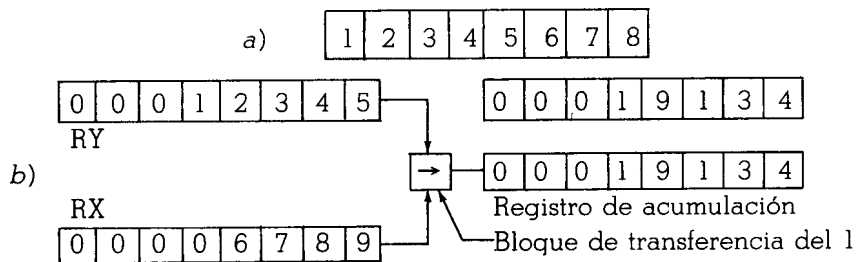 a) 1 2 3 4 5 6 7 8
0 0 0 1 2 3 4 5 0 0 0 1 9 1 3 4
RY
b) → 0 0 0 1 9 1 3 4
RX Registro de acumulación
0 0 0 0 6 7 8 9 Bloque de transferencia del 1